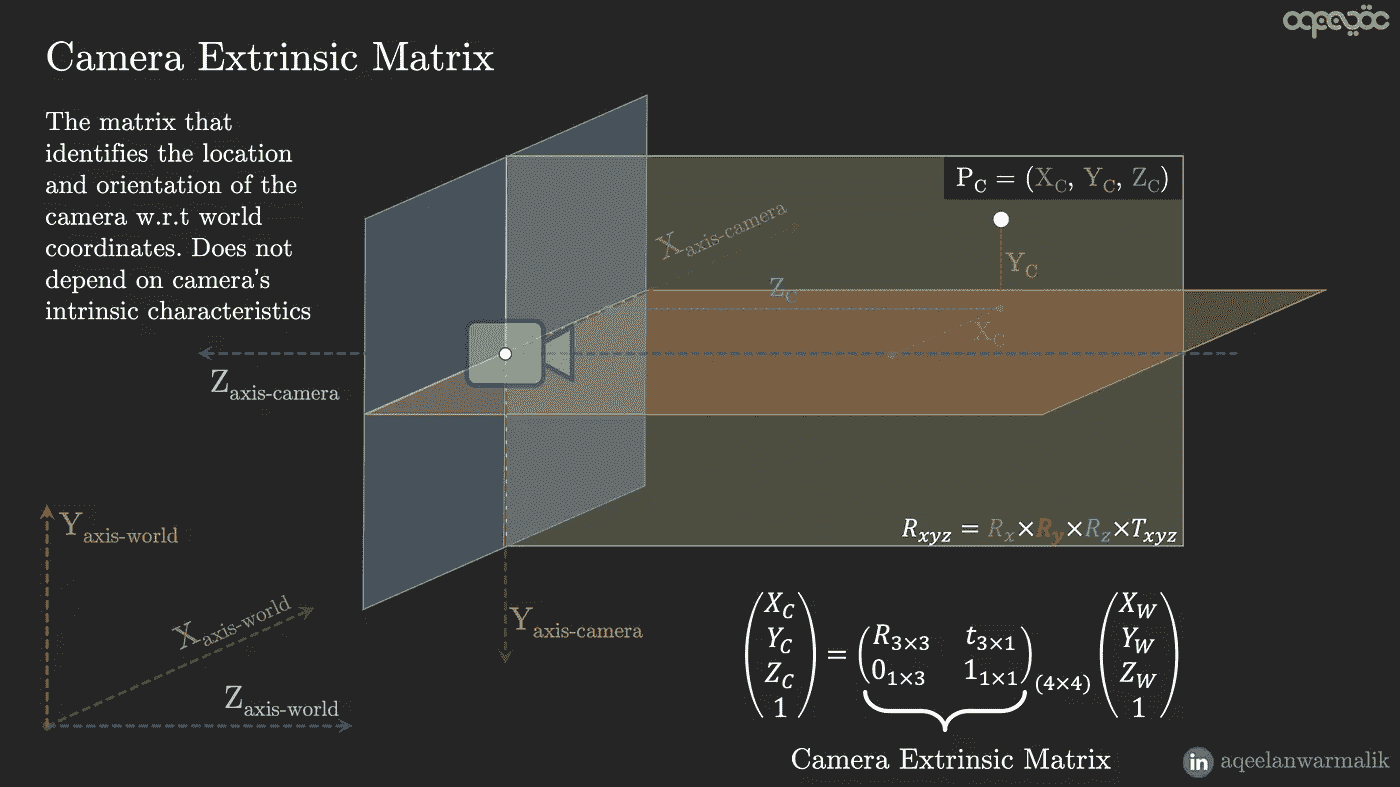 Camera Extrinsic Matrix
The matrix that
identifies the location
and orientation of the
camera w.r.t world
coordinates. Does not
depend on camera's
intrinsic characteristics
P_C = (X_C, Y_C, Z_C)
X_axis-camera
Y_C
Z_C
X_C
Z_axis-camera
Y_axis-world
X_axis-world
Z_axis-world
Y_axis-camera
R_xyz = R_x×R_y×R_z×T_xyz
X_C
Y_C
Z_C
1
=
R_3×3 t_3×1
0_1×3 1_1×1
(4×4)
X_W
Y_W
Z_W
1
Camera Extrinsic Matrix
in aqeelanwarmalik